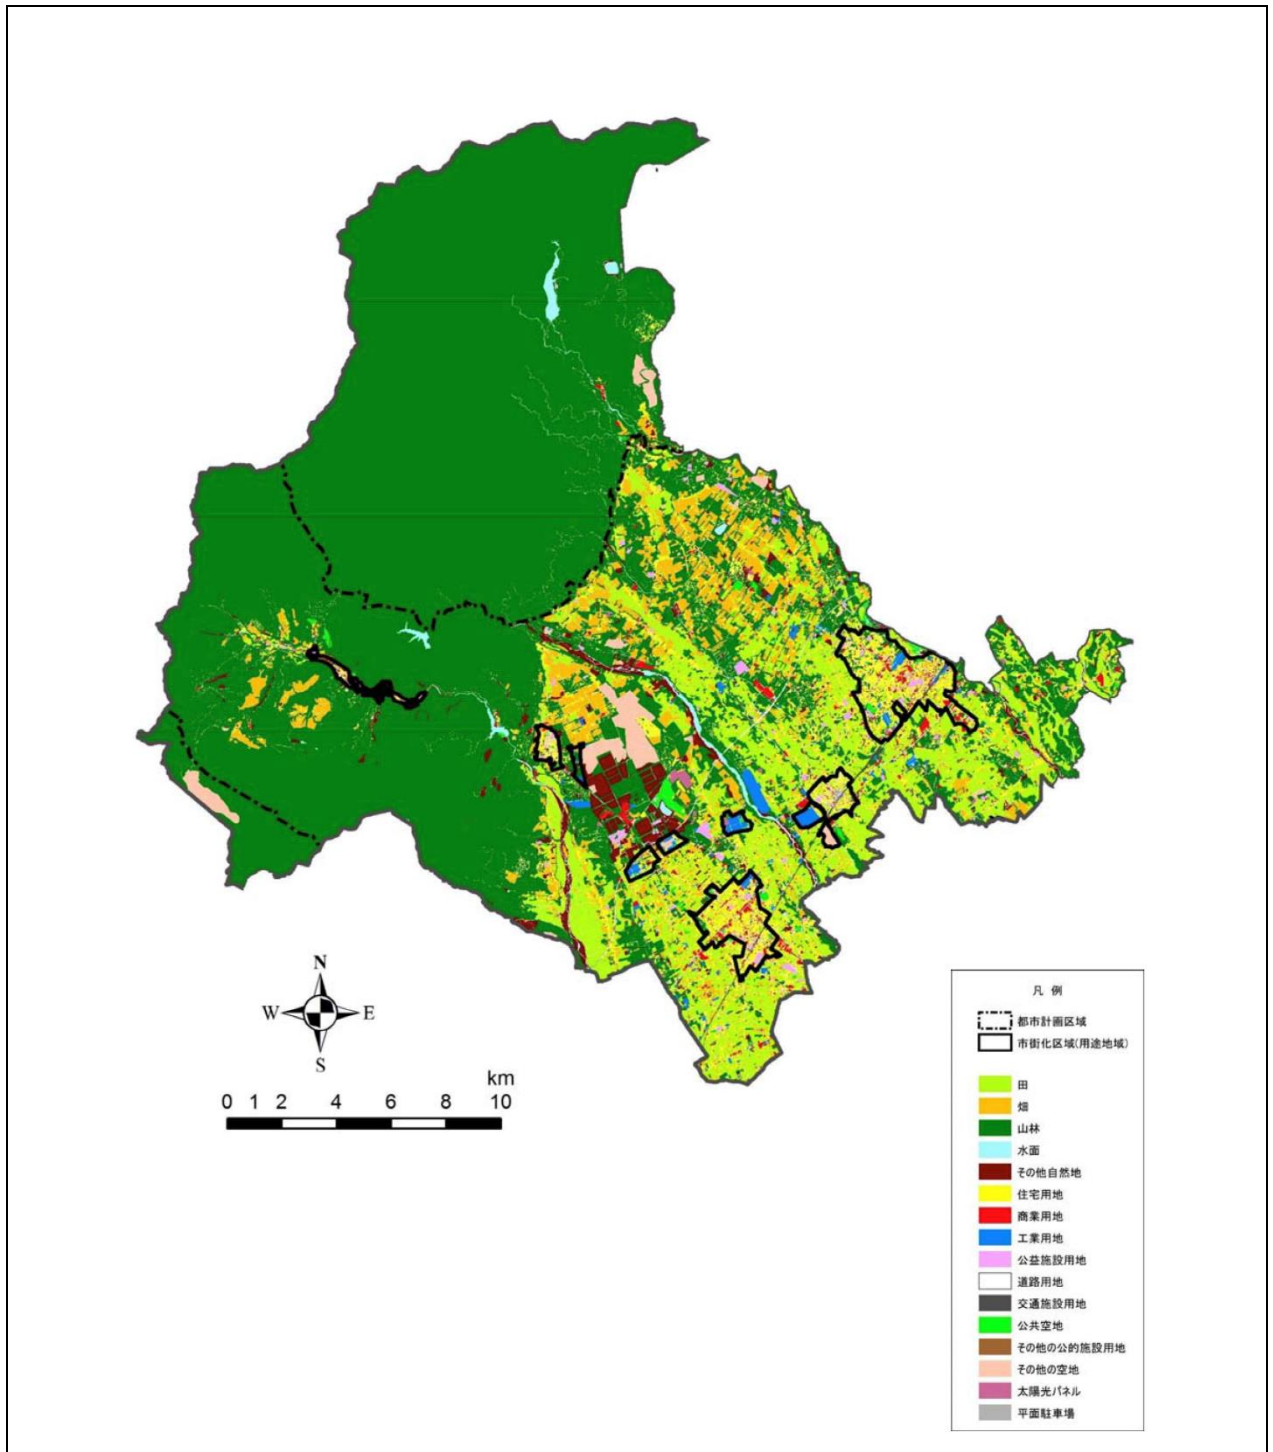 N
W E
S
km
0 1 2 4 6 8 10
凡 例
都市計画区域
市街化区域(用途地域)
田
畑
山林
水面
その他自然地
住宅用地
商業用地
工業用地
公益施設用地
道路用地
交通施設用地
公共空地
その他の公的施設用地
その他の空地
太陽光パネル
平面駐車場